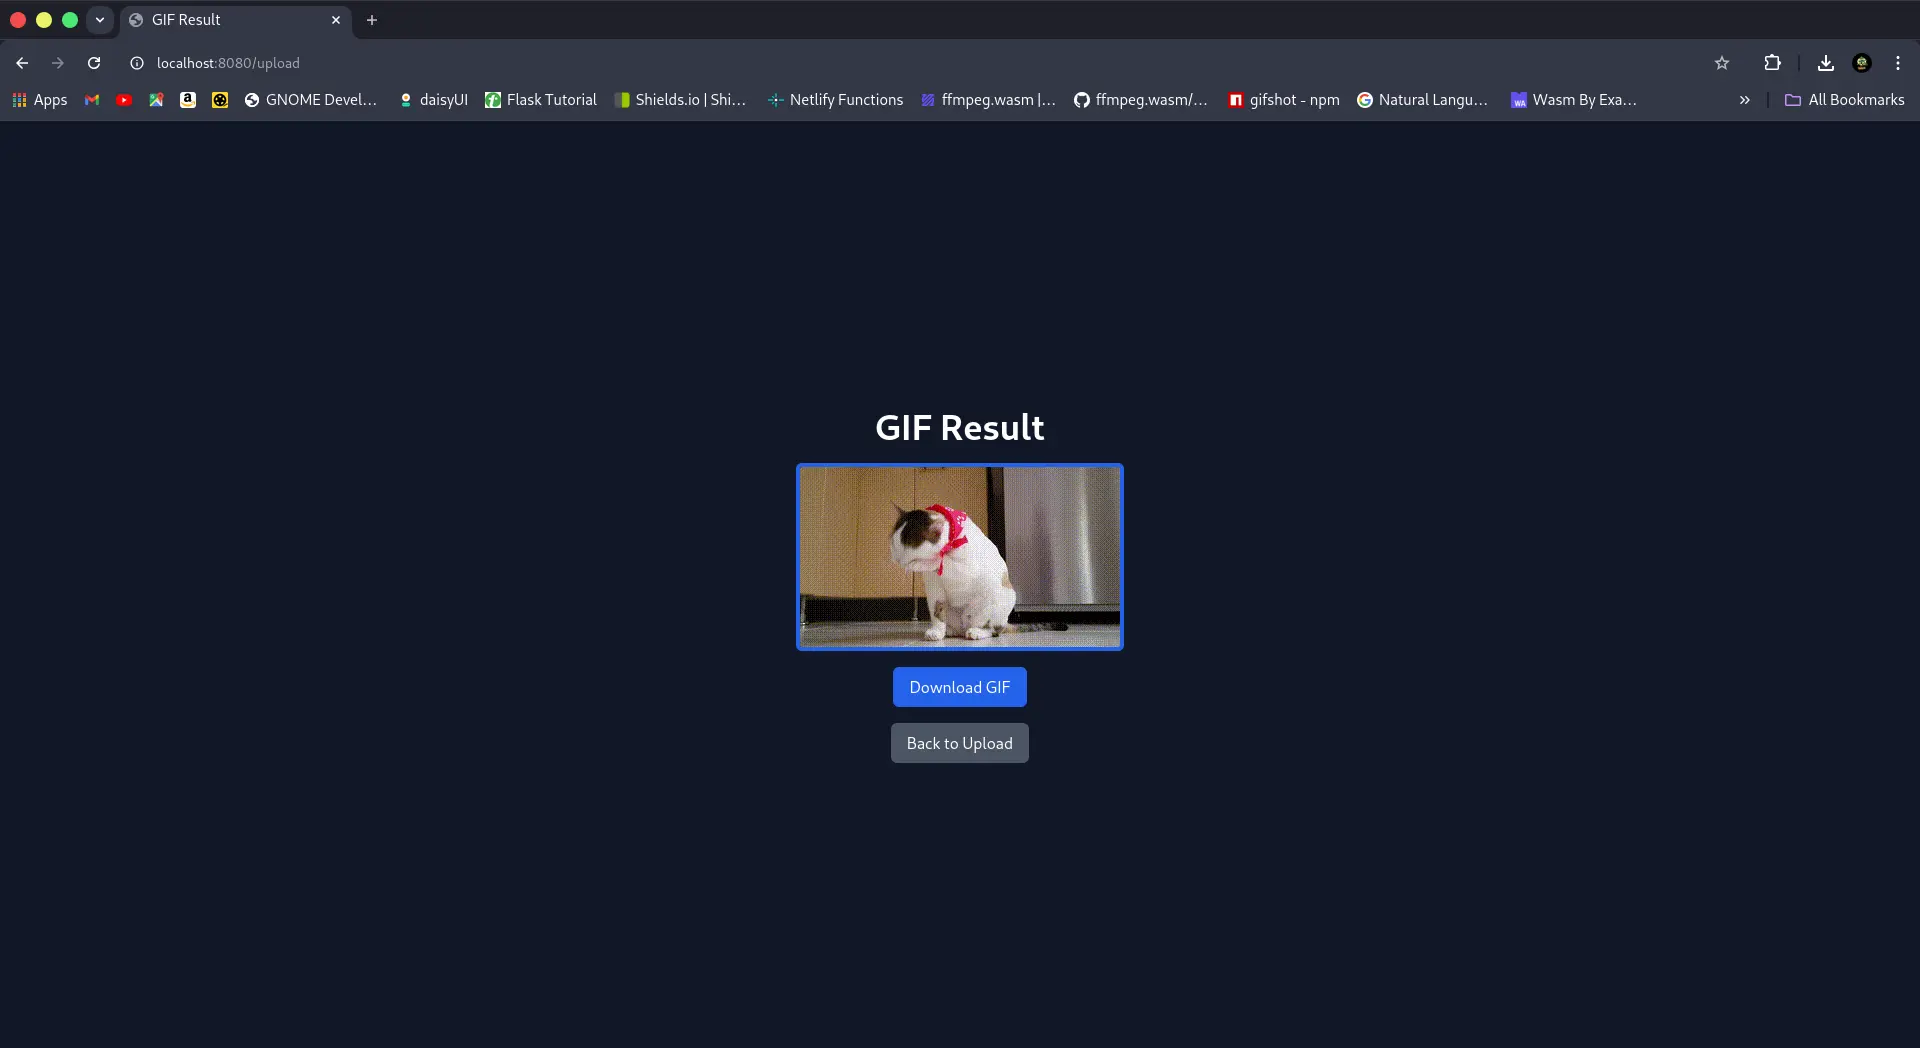 GIF Result
localhost:8080/upload
Apps GNOME Devel... daisyUI Flask Tutorial Shields.io | Shi... Netlify Functions ffmpeg.wasm |... ffmpeg.wasm/... gifshot - npm Natural Langu... WA Wasm By Exa... » All Bookmarks
GIF Result
Download GIF
Back to Upload